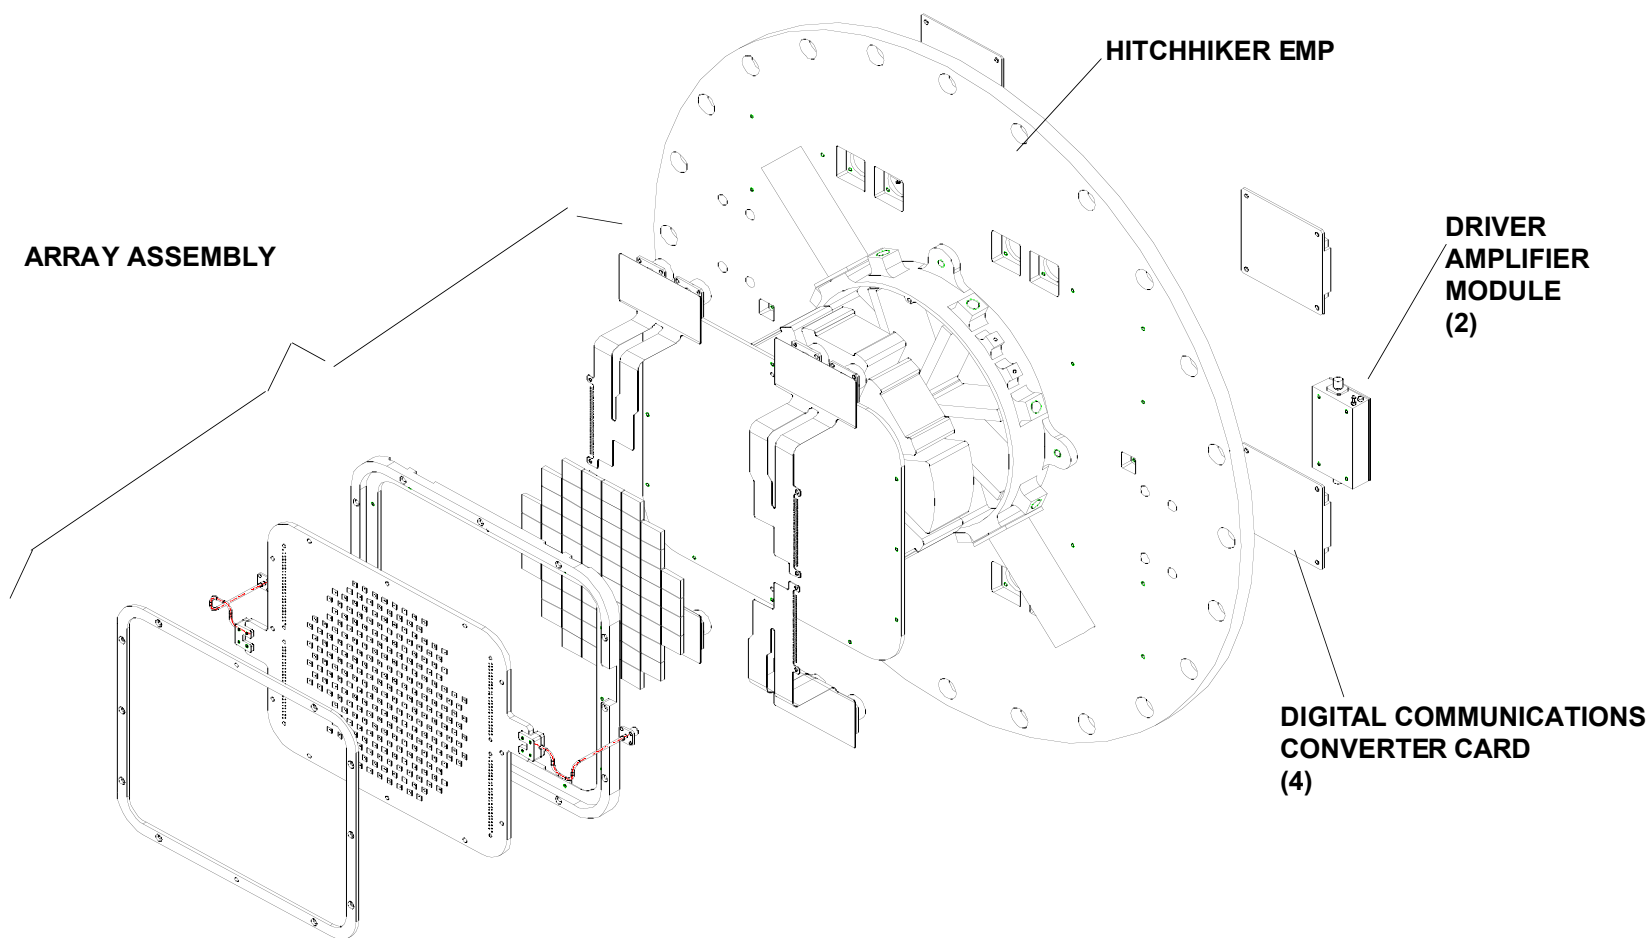 HITCHHIKER EMP
ARRAY ASSEMBLY
DRIVER
AMPLIFIER
MODULE
(2)
DIGITAL COMMUNICATIONS
CONVERTER CARD
(4)